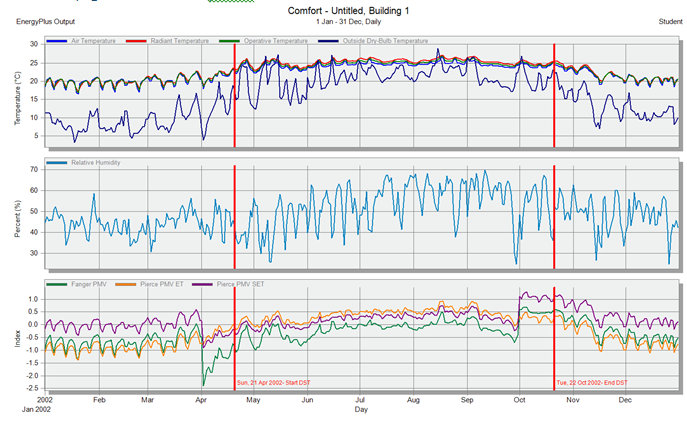 Comfort - Untitled, Building 1
EnergyPlus Output 1 Jan - 31 Dec, Daily Student
Air Temperature Radiant Temperature Operative Temperature Outside Dry-Bulb Temperature
Temperature (°C)
30
25
20
15
10
5
Relative Humidity
Percent (%)
70
60
50
40
30
Fanger PMV Pierce PMV ET Pierce PMV SET
Index
1.0
0.5
0.0
-0.5
-1.0
-1.5
-2.0
-2.5
Sun, 21 Apr 2002- Start DST Tue, 22 Oct 2002- End DST
2002 Feb Mar Apr May Jun Jul Aug Sep Oct Nov Dec
Jan 2002 Day